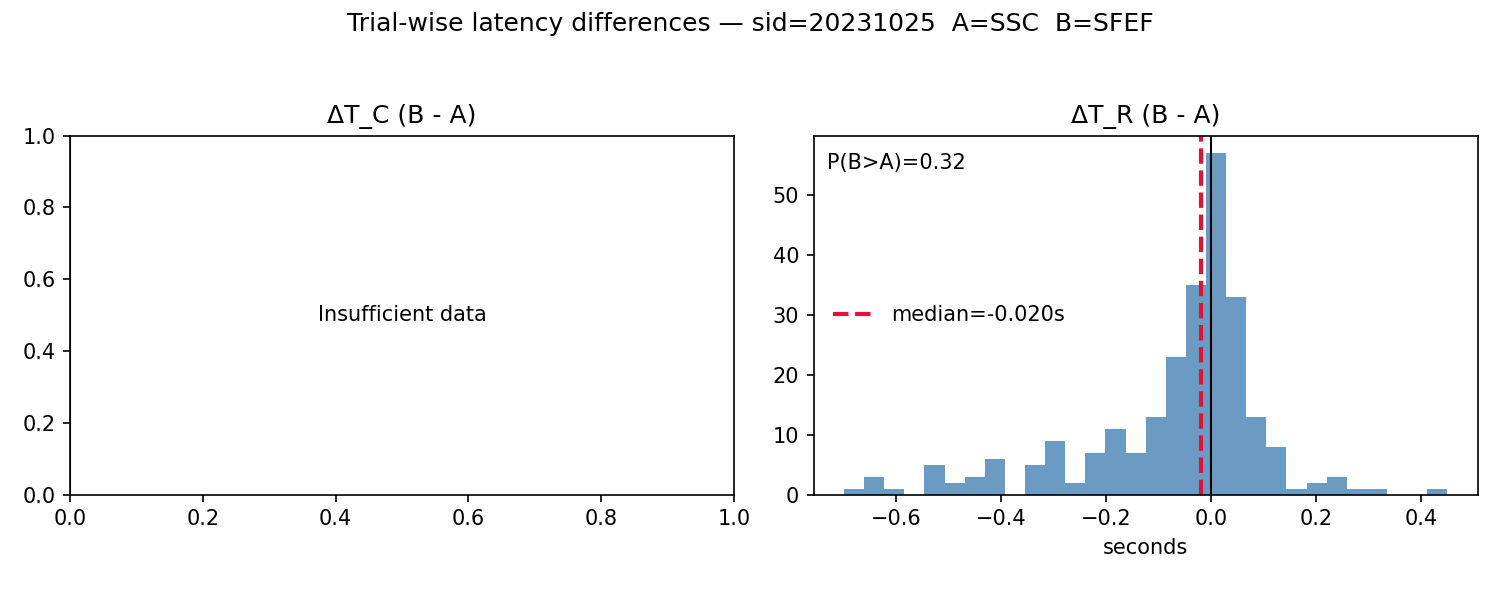 Trial-wise latency differences — sid=20231025  A=SSC  B=SFEF
ΔT_C (B - A)
1.0
0.8
0.6
0.4
0.2
0.0
Insufficient data
0.0 0.2 0.4 0.6 0.8 1.0
ΔT_R (B - A)
P(B>A)=0.32
median=-0.020s
50
40
30
20
10
0
−0.6 −0.4 −0.2 0.0 0.2 0.4
seconds